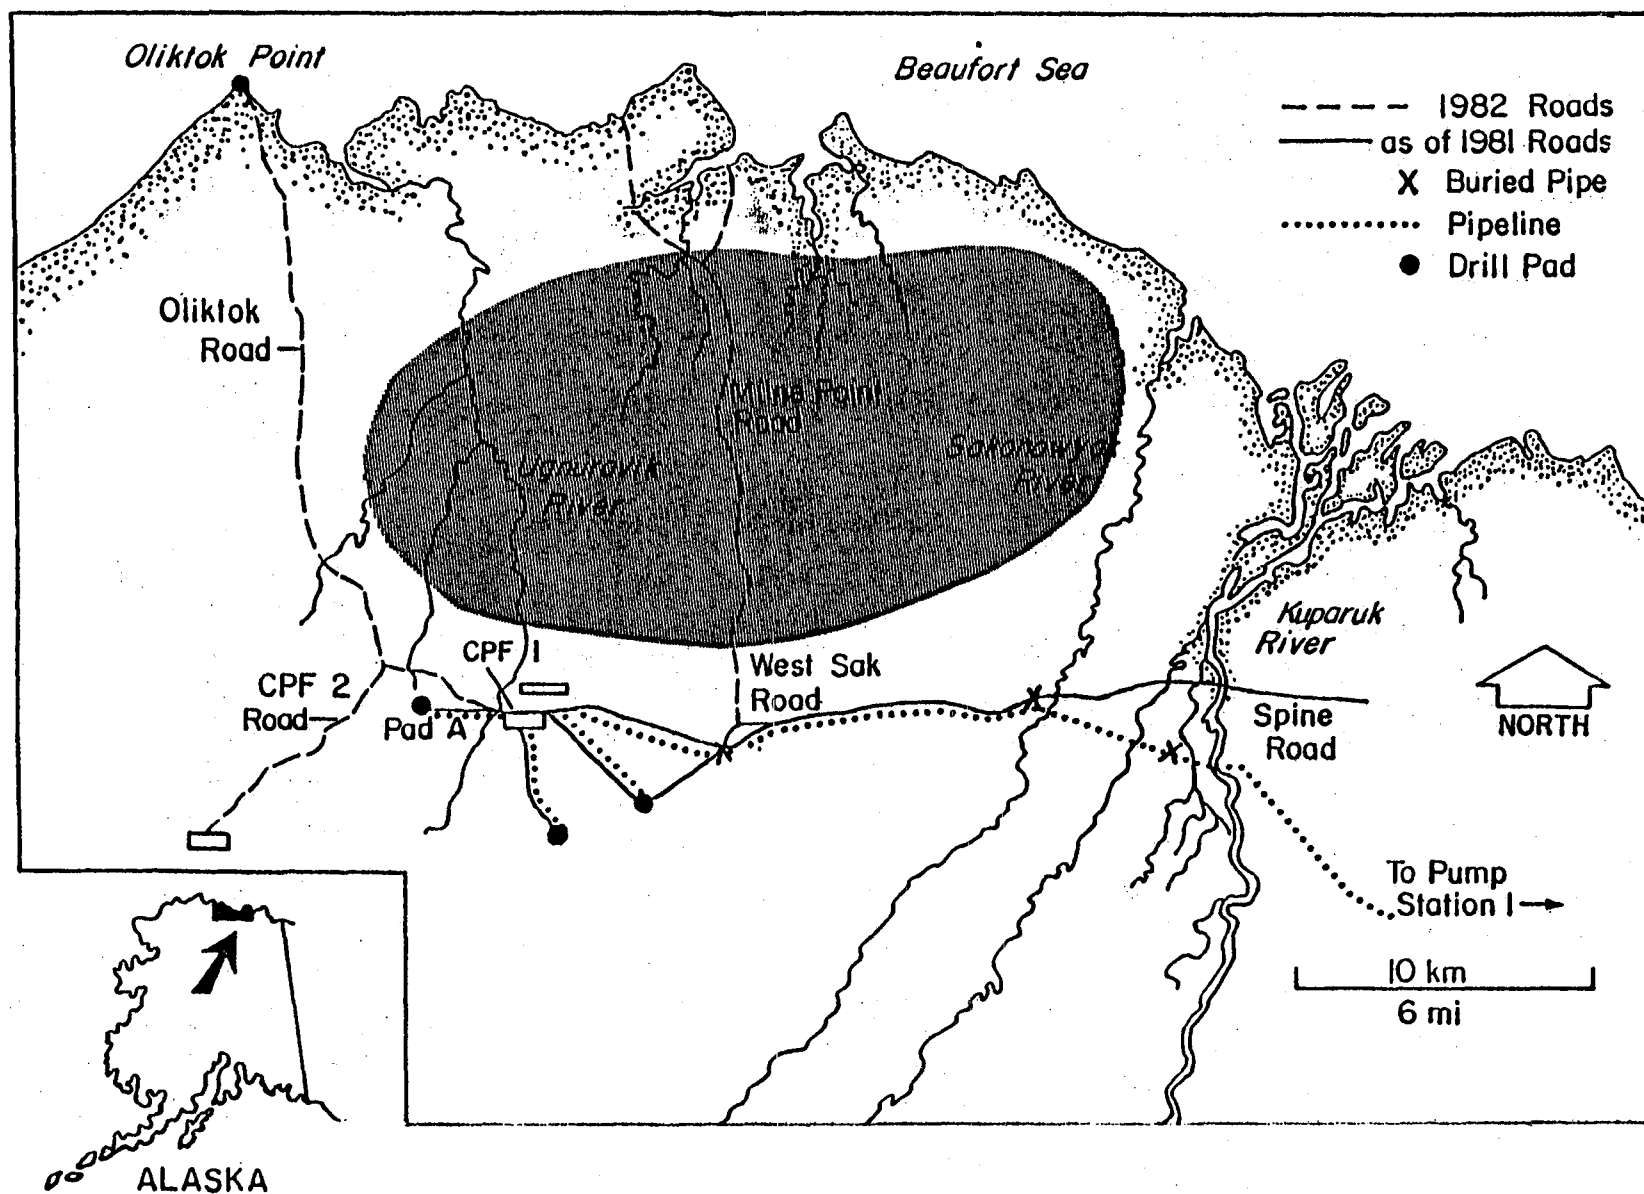 Oliktok Point
Beaufort Sea
1982 Roads
as of 1981 Roads
X Buried Pipe
Pipeline
Drill Pad
Oliktok
Road
Milne Point
Road
Ugnuravik
River
River
Kuparuk
River
CPF 1
West Sak
Road
CPF 2
Road
Pad A
Spine
Road
NORTH
To Pump
Station 1
10 km
6 mi
ALASKA